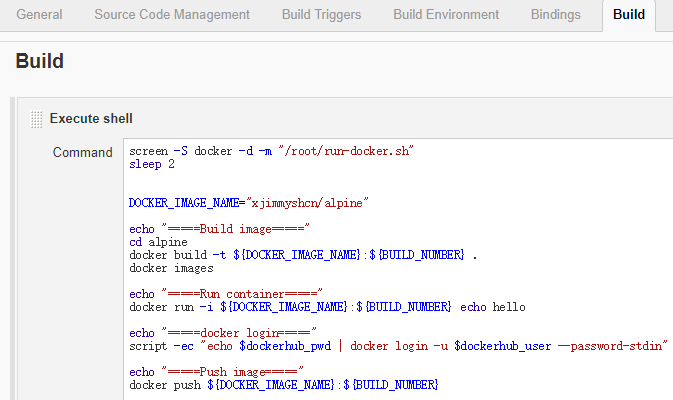 General Source Code Management Build Triggers Build Environment Bindings Build
Build
Execute shell
Command
screen -S docker -d -m "/root/run-docker.sh"
sleep 2
DOCKER_IMAGE_NAME="xjimmyshcn/alpine"
echo "=====Build image====="
cd alpine
docker build -t ${DOCKER_IMAGE_NAME}:${BUILD_NUMBER} .
docker images
echo "=====Run container====="
docker run -i ${DOCKER_IMAGE_NAME}:${BUILD_NUMBER} echo hello
echo "=====docker login====="
script -ec "echo $dockerhub_pwd | docker login -u $dockerhub_user --password-stdin"
echo "=====Push image====="
docker push ${DOCKER_IMAGE_NAME}:${BUILD_NUMBER}